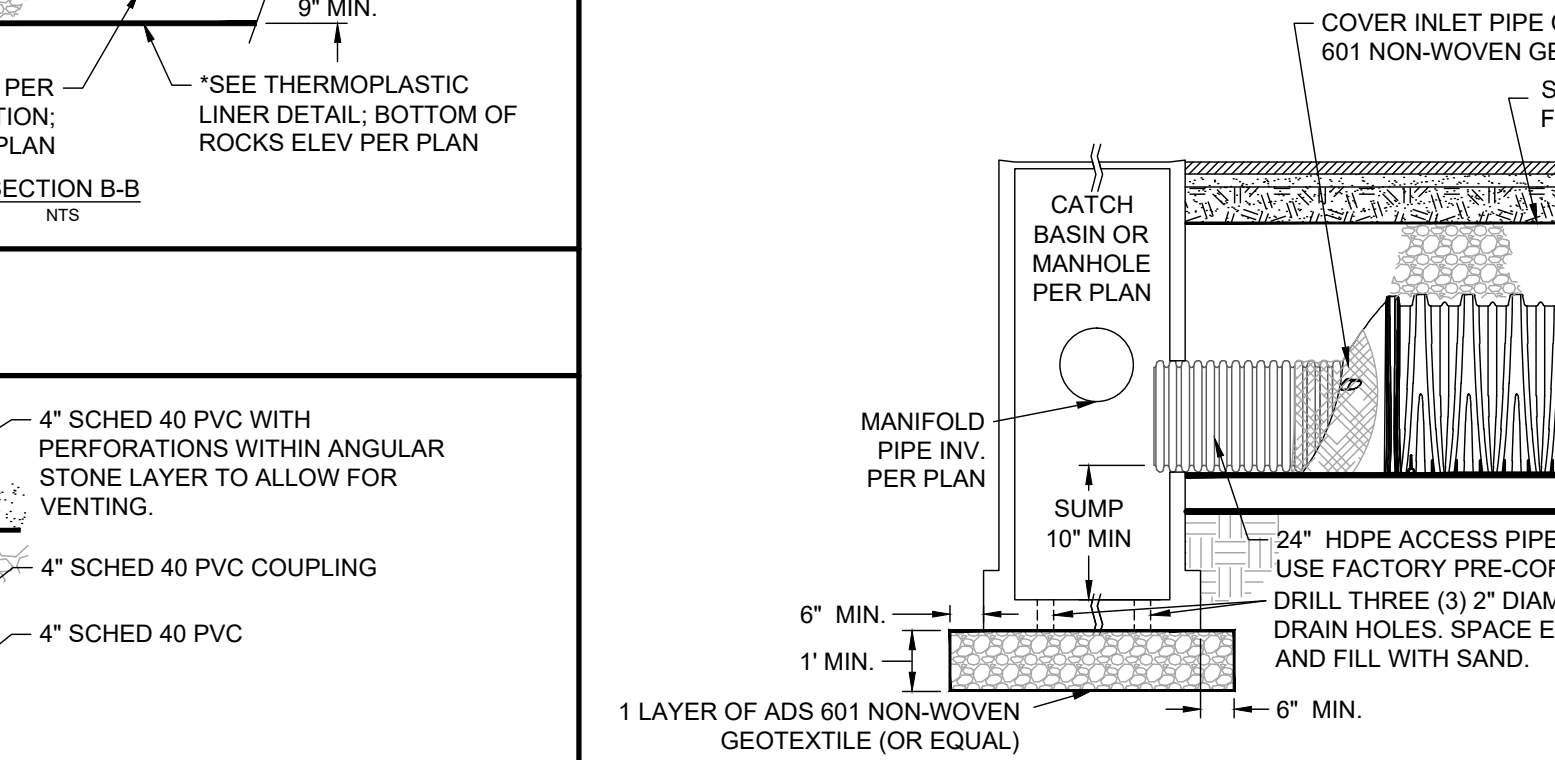 9" MIN.
PER
TION;
PLAN
*SEE THERMOPLASTIC
LINER DETAIL; BOTTOM OF
ROCKS ELEV PER PLAN
SECTION B-B
NTS
4" SCHED 40 PVC WITH
PERFORATIONS WITHIN ANGULAR
STONE LAYER TO ALLOW FOR
VENTING.
4" SCHED 40 PVC COUPLING
4" SCHED 40 PVC
COVER INLET PIPE
601 NON-WOVEN GE
S
F
CATCH
BASIN OR
MANHOLE
PER PLAN
MANIFOLD
PIPE INV.
PER PLAN
SUMP
10" MIN
24" HDPE ACCESS PIPE
USE FACTORY PRE-COR
DRILL THREE (3) 2" DIAM
DRAIN HOLES. SPACE E
AND FILL WITH SAND.
6" MIN.
1' MIN.
1 LAYER OF ADS 601 NON-WOVEN
GEOTEXTILE (OR EQUAL)
6" MIN.